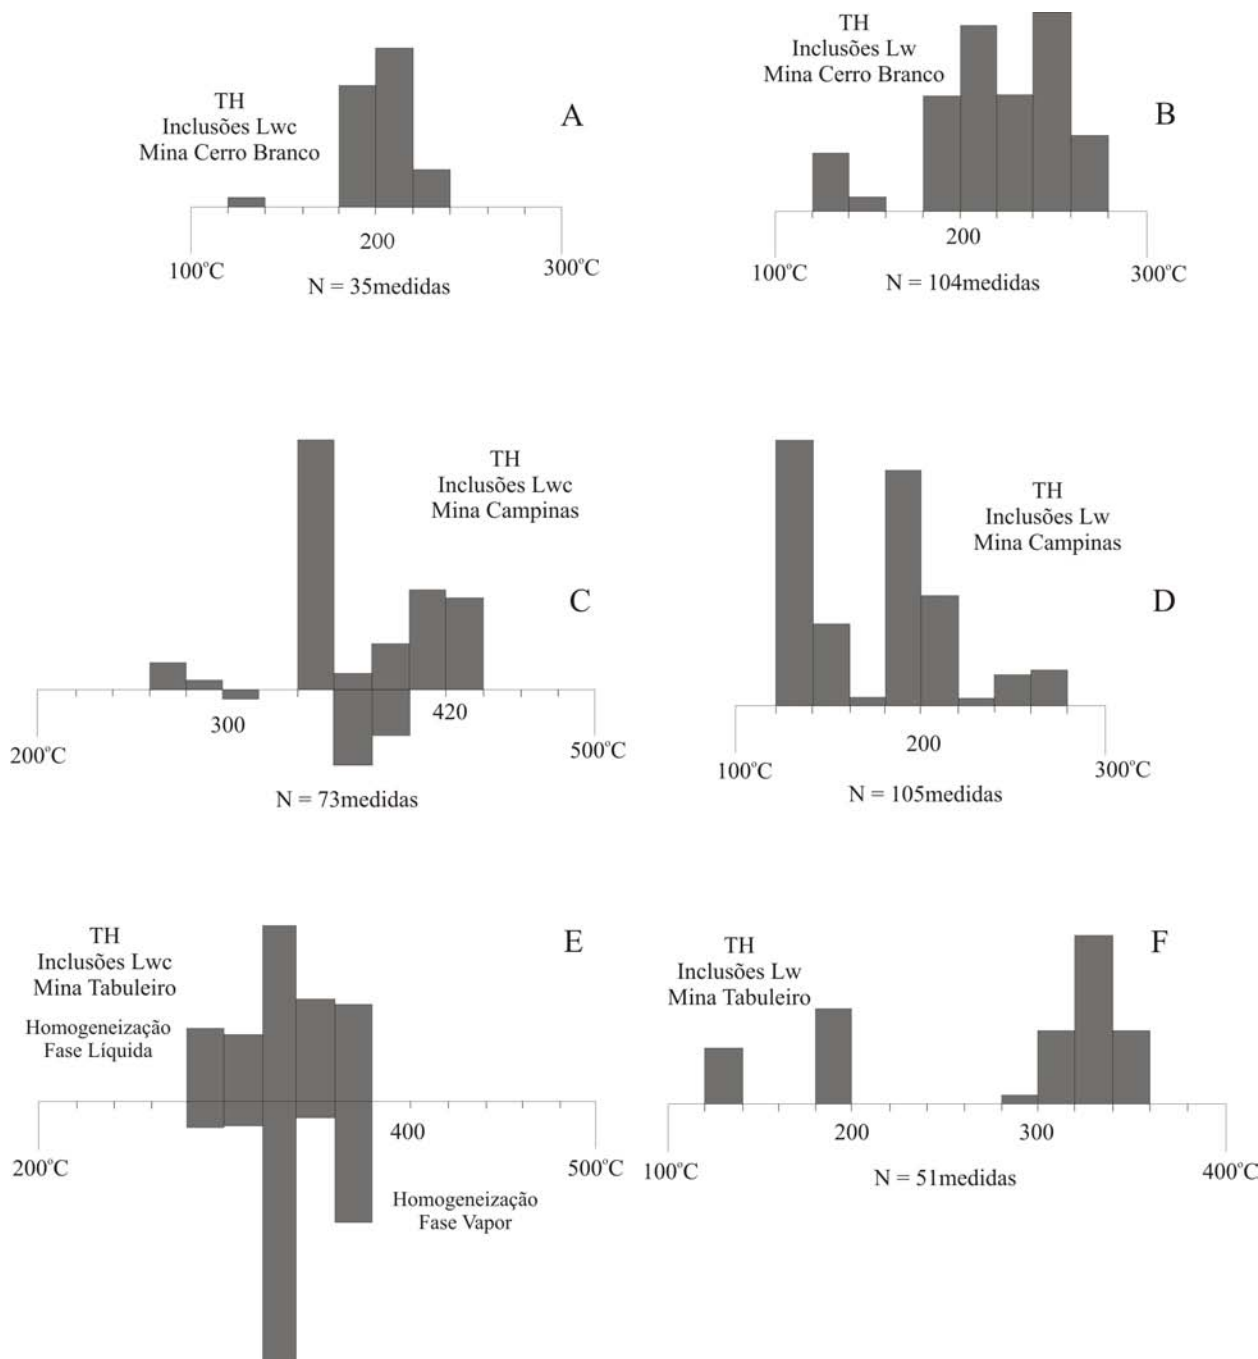 TH
Inclusões Lwc
Mina Cerro Branco
A
200
100°C
300°C
N = 35medidas
TH
Inclusões Lw
Mina Cerro Branco
B
200
100°C
300°C
N = 104medidas
TH
Inclusões Lwc
Mina Campinas
C
300
420
200°C
500°C
N = 73medidas
TH
Inclusões Lw
Mina Campinas
D
200
100°C
300°C
N = 105medidas
TH
Inclusões Lwc
Mina Tabuleiro
Homogeneização
Fase Líquida
E
400
200°C
500°C
Homogeneização
Fase Vapor
TH
Inclusões Lw
Mina Tabuleiro
F
200
300
100°C
400°C
N = 51medidas